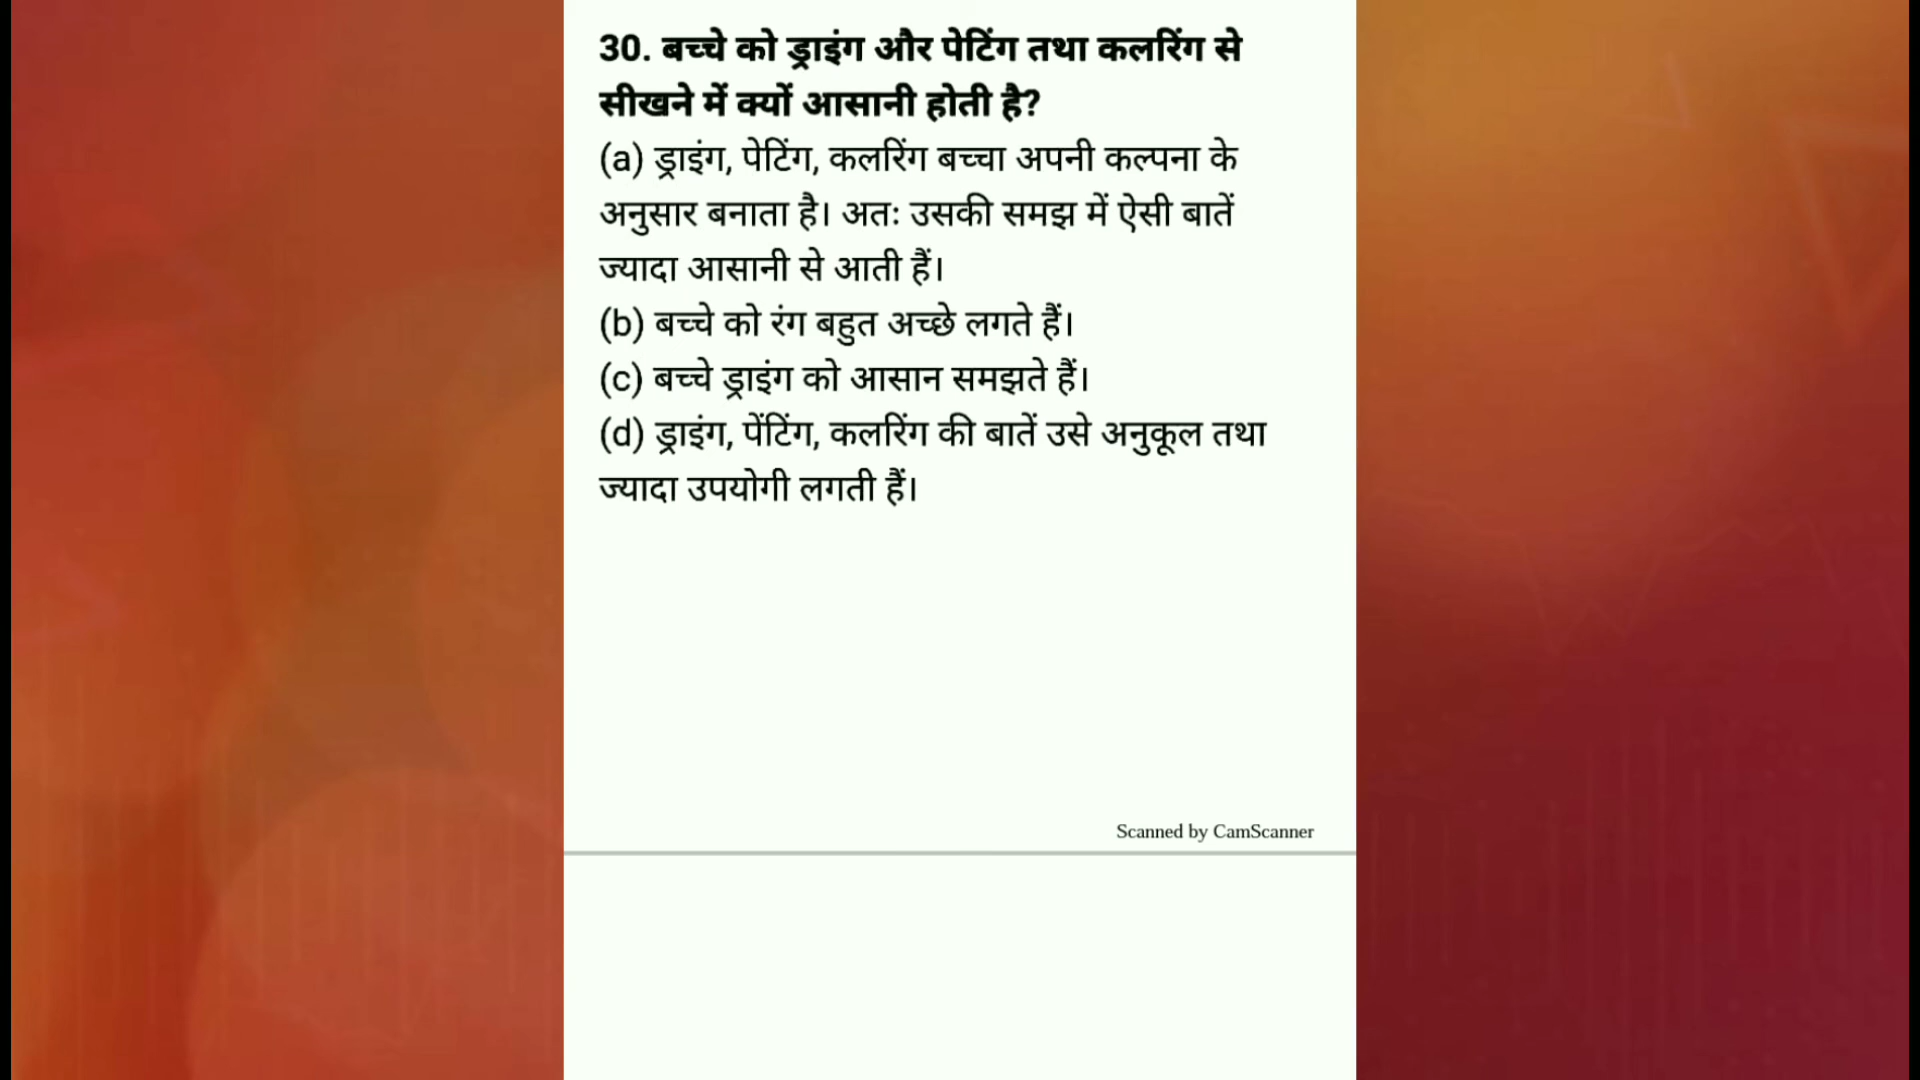 30. बच्चे को ड्राइंग और पेटिंग तथा कलरिंग से
सीखने में क्यों आसानी होती है?
(a) ड्राइंग, पेटिंग, कलरिंग बच्चा अपनी कल्पना के
अनुसार बनाता है। अतः उसकी समझ में ऐसी बातें
ज्यादा आसानी से आती हैं।
(b) बच्चे को रंग बहुत अच्छे लगते हैं।
(c) बच्चे ड्राइंग को आसान समझते हैं।
(d) ड्राइंग, पेंटिंग, कलरिंग की बातें उसे अनुकूल तथा
ज्यादा उपयोगी लगती हैं।
Scanned by CamScanner